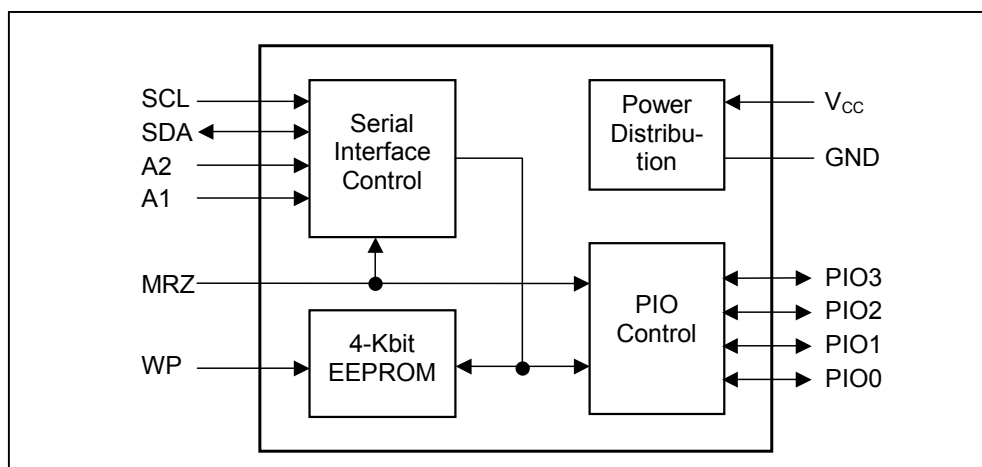 SCL
SDA
A2
A1
MRZ
WP
Serial
Interface
Control
4-Kbit
EEPROM
Power
Distribu-
tion
PIO
Control
VCC
GND
PIO3
PIO2
PIO1
PIO0